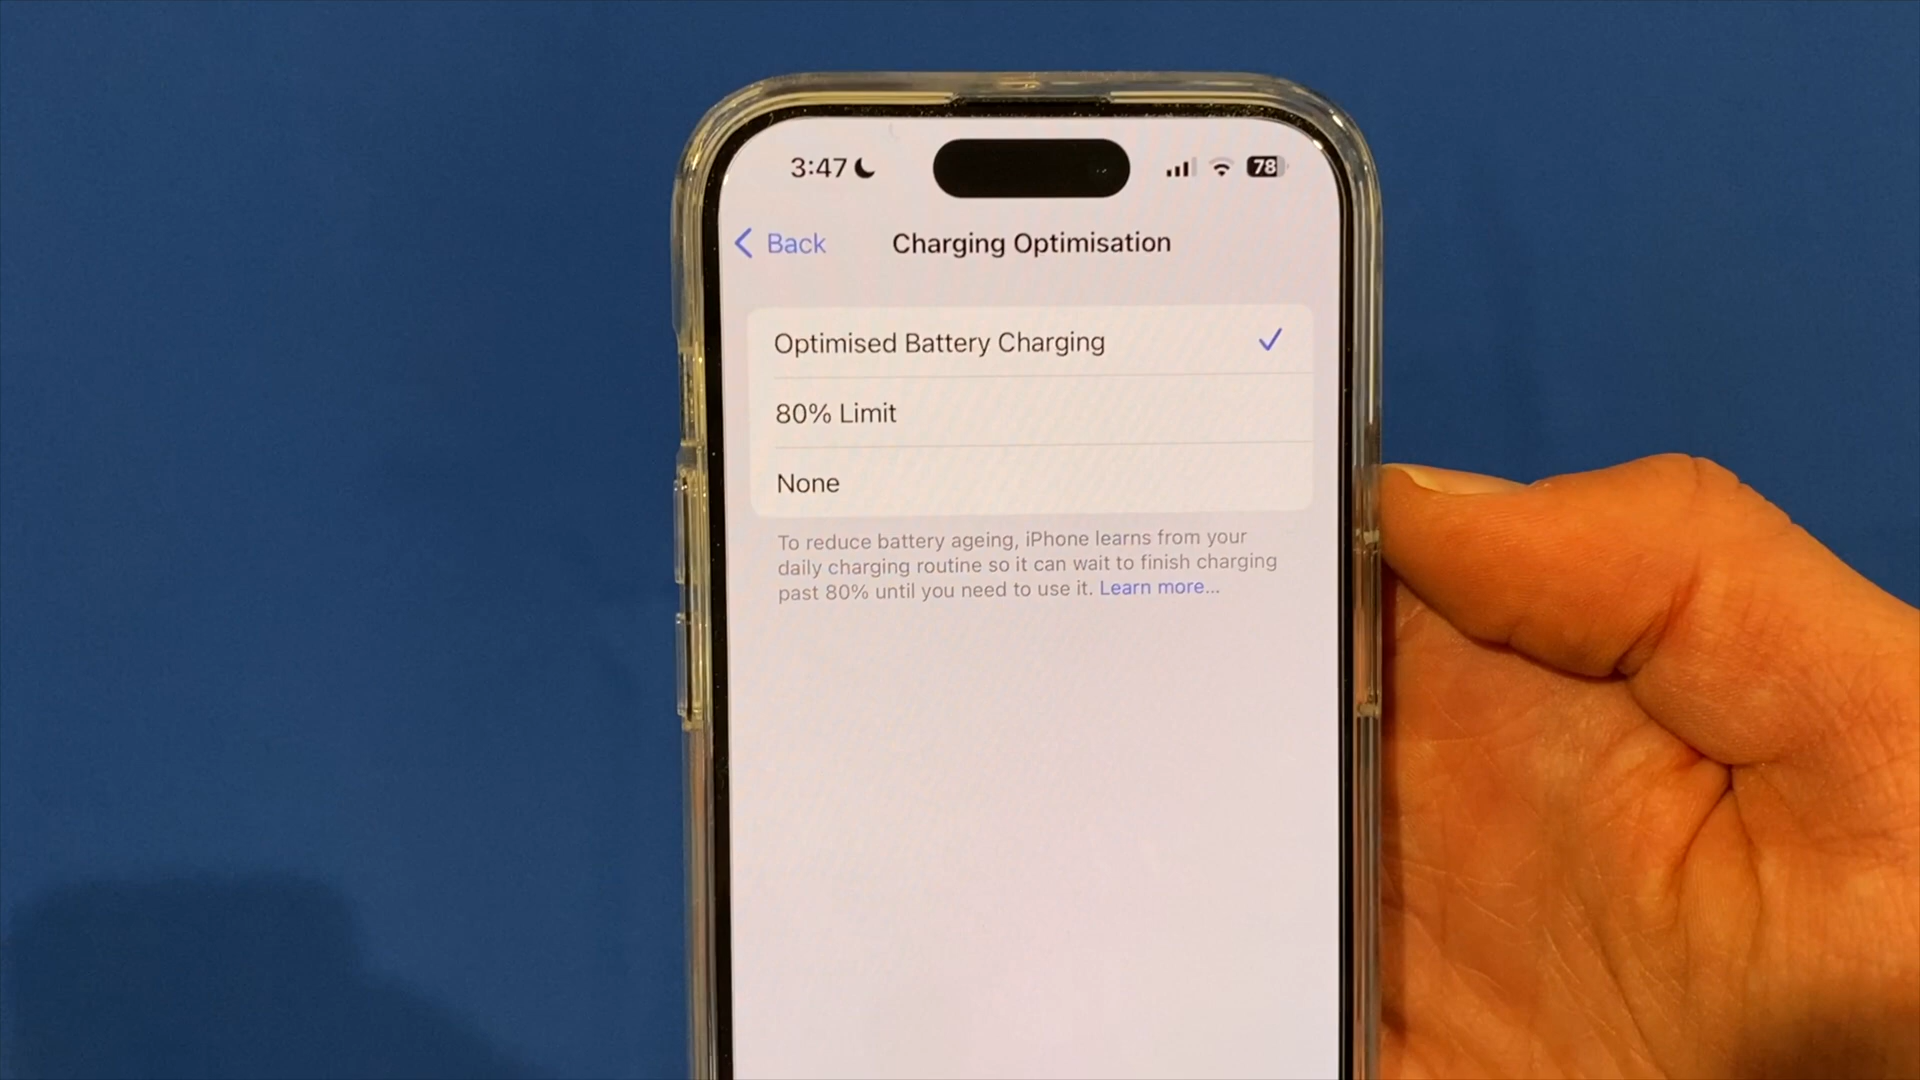 3:47 78
Back Charging Optimisation
Optimised Battery Charging
80% Limit
None
To reduce battery ageing, iPhone learns from your
daily charging routine so it can wait to finish charging
past 80% until you need to use it. Learn more...